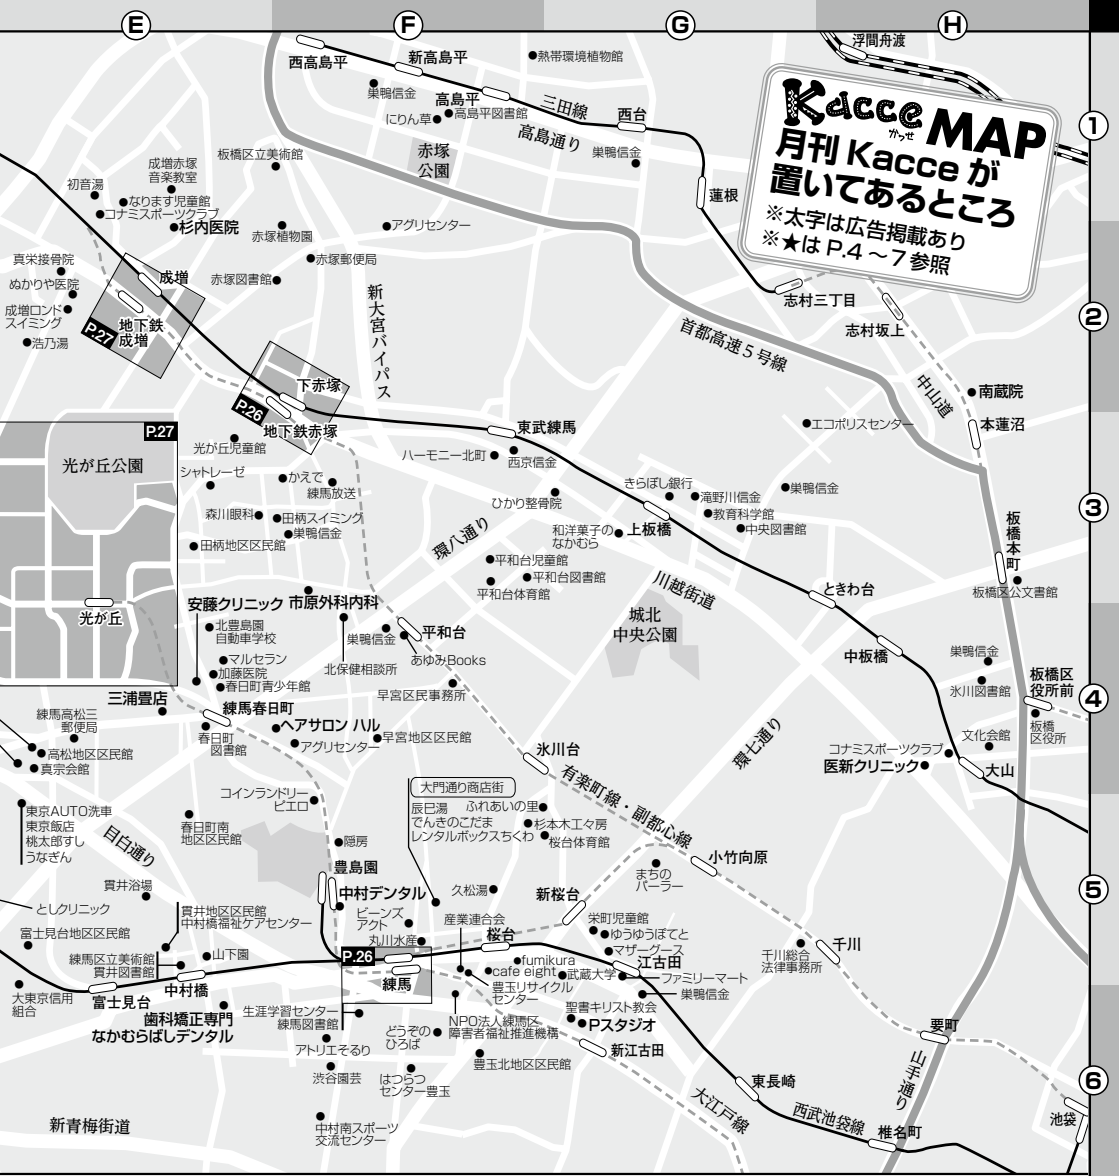 E
F
G
H
浮間舟渡
Kacce
かっせ
MAP
月刊 Kacce が
置いてあるところ
※太字は広告掲載あり
※★は P.4 ～ 7 参照
①
西高島平
新高島平
熱帯環境植物館
巣鴨信金
高島平
高島平図書館
にりん草
三田線
高島通り
西台
巣鴨信金
赤塚
公園
蓮根
成増赤塚
音楽教室
板橋区立美術館
初音湯
なります児童館
コナミスポーツクラブ
杉内医院
赤塚植物園
アグリセンター
赤塚郵便局
赤塚図書館
真栄接骨院
ぬかりや医院
成増ロンド
スイミング
浩乃湯
成増
地下鉄
成増
P.27
新大宮バイパス
②
志村三丁目
志村坂上
首都高速５号線
中山道
南蔵院
本蓮沼
エコポリスセンター
下赤塚
P.26
地下鉄赤塚
東武練馬
ハーモニー北町
西京信金
P.27
光が丘公園
光が丘
光が丘児童館
シャトレーゼ
かえで
練馬放送
森川眼科
田柄スイミング
巣鴨信金
田柄地区区民館
ひかり整骨院
きらぼし銀行
滝野川信金
巣鴨信金
教育科学館
中央図書館
③
和洋菓子の
なかむら
上板橋
環八通り
平和台児童館
平和台図書館
平和台体育館
川越街道
ときわ台
板橋本町
板橋区公文書館
城北
中央公園
中板橋
安藤クリニック
市原外科内科
北豊島園
自動車学校
巣鴨信金
平和台
北保健相談所
あゆみBooks
マルセラン
加藤医院
春日町青少年館
早宮区民事務所
巣鴨信金
氷川図書館
板橋区
役所前
板橋
区役所
④
三浦畳店
練馬春日町
練馬高松三
郵便局
高松地区区民館
真宗会館
春日町
図書館
ヘアサロン ハル
アグリセンター
早宮地区区民館
氷川台
環七通り
文化会館
コナミスポーツクラブ
医新クリニック
大山
有楽町線・副都心線
コインランドリー
ピエロ
大門通り商店街
辰巳湯
でんきのこだま
レンタルボックスちくわ
ふれあいの里
杉本木工々房
桜台体育館
東京AUTO洗車
東京飯店
桃太郎すし
うなぎん
目白通り
春日町南
地区区民館
隠房
小竹向原
まちの
パーラー
⑤
豊島園
中村デンタル
久松湯
新桜台
貫井浴場
としクリニック
富士見台地区区民館
貫井地区区民館
中村橋福祉ケアセンター
ビーンズ
アクト
産業連合会
丸川水産
桜台
栄町児童館
ゆうゆうぽてと
マザーグース
江古田
千川
千川総合
法律事務所
練馬区立美術館
貫井図書館
山下園
P.26
練馬
fumikura
cafe eight
豊玉リサイクル
センター
武蔵大学
ファミリーマート
巣鴨信金
大東京信用
組合
富士見台
中村橋
歯科矯正専門
なかむらばしデンタル
生涯学習センター
練馬図書館
どうぞの
ひろば
NPO法人練馬区
障害者福祉推進機構
聖書キリスト教会
Pスタジオ
要町
アトリエそるり
渋谷園芸
はつらつ
センター豊玉
豊玉北地区区民館
新江古田
山手通り
⑥
東長崎
大江戸線
西武池袋線
椎名町
池袋
新青梅街道
中村南スポーツ
交流センター